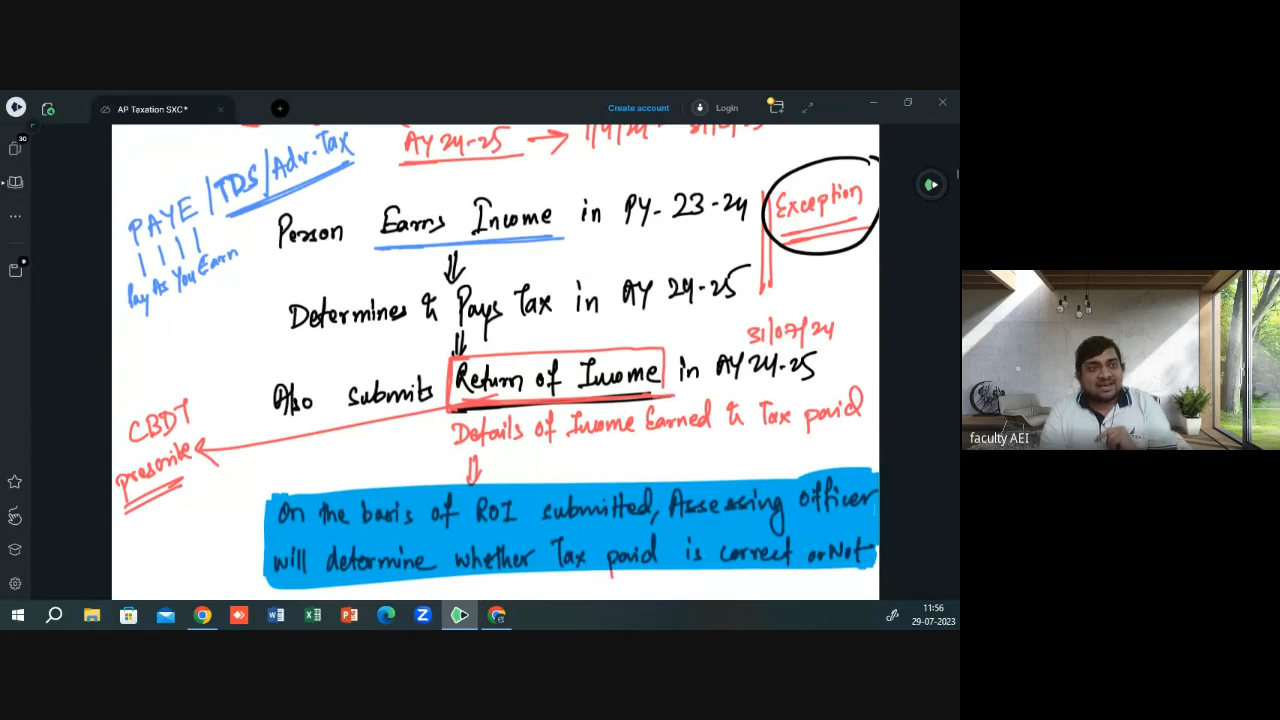 AP Taxation SXC*
Create account
Login
30
AY 24-25 →
PAYE / TDS / Adv. Tax
Pay As You Earn
Person Earns Income in PY-23-24
Exception
Determines & Pays Tax in AY 24-25
31/07/24
Also submits Return of Income in AY 24-25
Details of Income Earned & Tax paid
CBDT
prescribe
On the basis of ROI submitted, Assessing Officer
will determine whether Tax paid is correct or Not
faculty AEI
11:56
29-07-2023